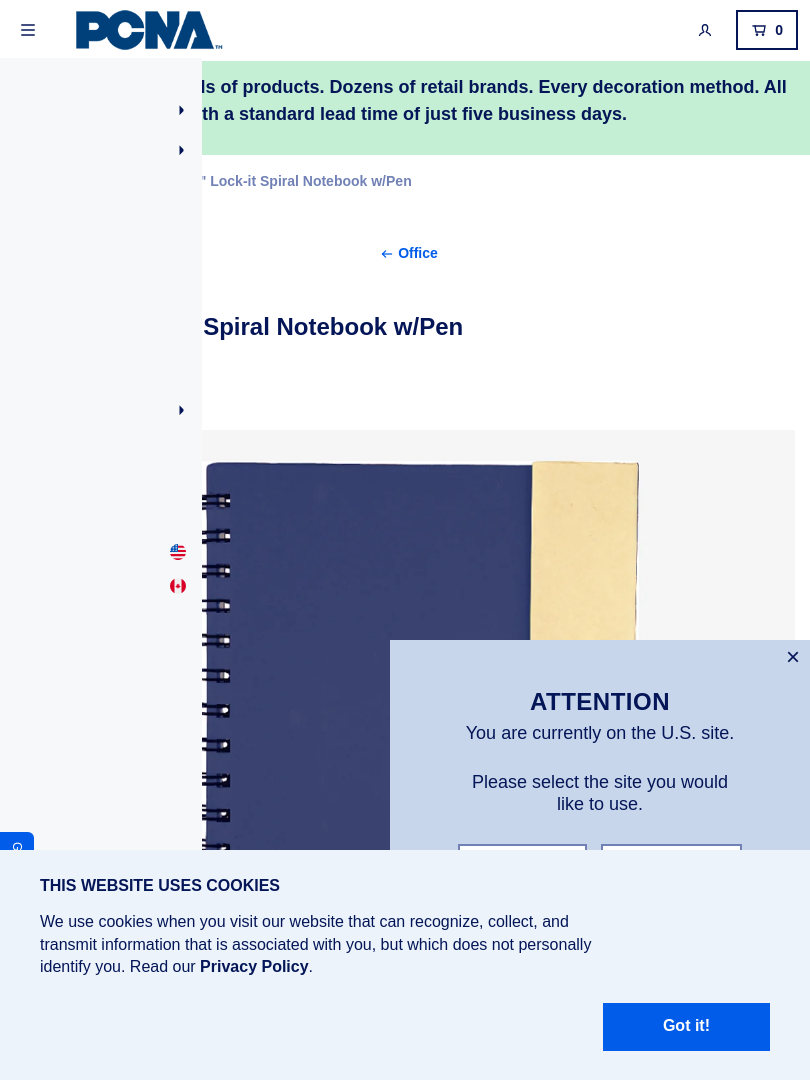 PCNA™
0
ls of products. Dozens of retail brands. Every decoration method. All
th a standard lead time of just five business days.
" Lock-it Spiral Notebook w/Pen
← Office
Spiral Notebook w/Pen
×
ATTENTION
You are currently on the U.S. site.
Please select the site you would
like to use.
G
THIS WEBSITE USES COOKIES
We use cookies when you visit our website that can recognize, collect, and
transmit information that is associated with you, but which does not personally
identify you. Read our Privacy Policy.
Got it!